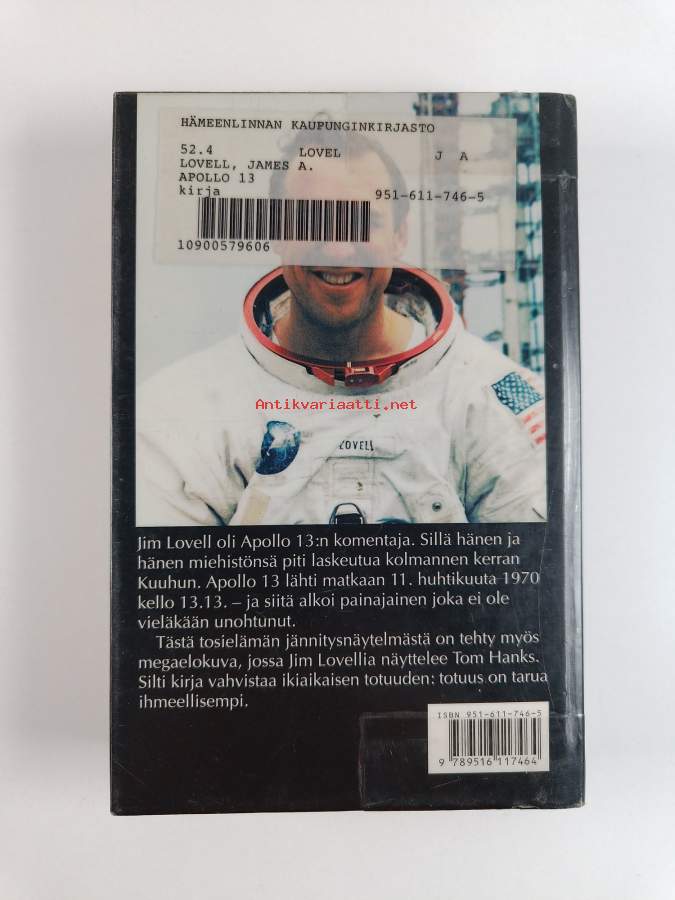 HÄMEENLINNAN KAUPUNGINKIRJASTO
52.4 LOVEL J A
LOVELL, JAMES A.
APOLLO 13
kirja 951-611-746-5
10900579606
Antikvariaatti.net
LOVELL
Jim Lovell oli Apollo 13:n komentaja. Sillä hänen ja
hänen miehistönsä piti laskeutua kolmannen kerran
Kuuhun. Apollo 13 lähti matkaan 11. huhtikuuta 1970
kello 13.13. – ja siitä alkoi painajainen joka ei ole
vieläkään unohtunut.
Tästä tosielämän jännitysnäytelmästä on tehty myös
megaelokuva, jossa Jim Lovellia näyttelee Tom Hanks.
Silti kirja vahvistaa ikiaikaisen totuuden: totuus on tarua
ihmeellisempi.
ISBN 951-611-746-5
9 789516 117464